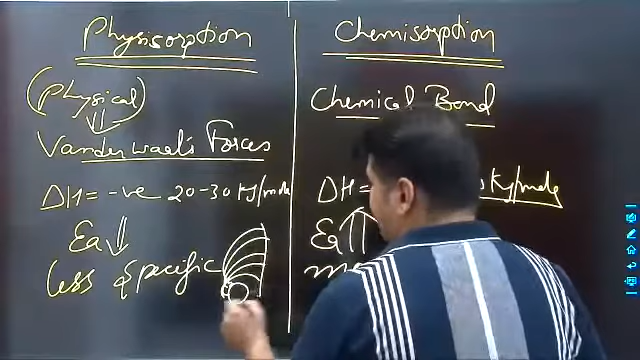 Physisorption
(Physical)
Vanderwaal's Forces
ΔH = -ve 20-30 KJ/mole
Ea ⇓
less specific
Chemisorption
Chemical Bond
ΔH = KJ/mole
Ea ⇑